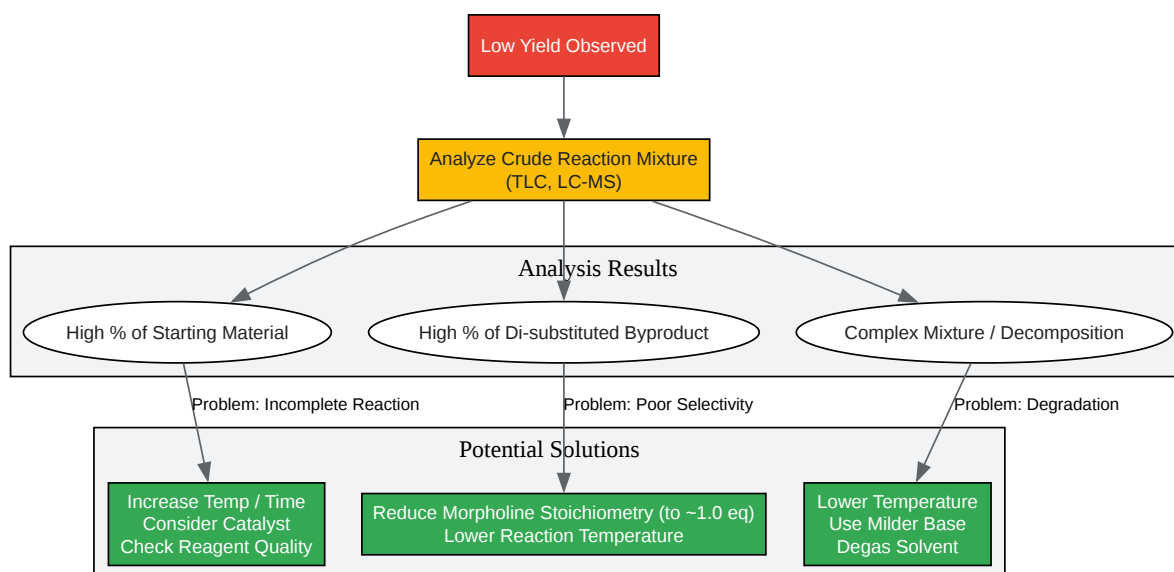 Low Yield Observed
Analyze Crude Reaction Mixture
(TLC, LC-MS)
Analysis Results
High % of Starting Material
High % of Di-substituted Byproduct
Complex Mixture / Decomposition
Problem: Incomplete Reaction
Problem: Poor Selectivity
Problem: Degradation
Potential Solutions
Increase Temp / Time
Consider Catalyst
Check Reagent Quality
Reduce Morpholine Stoichiometry (to ~1.0 eq)
Lower Reaction Temperature
Lower Temperature
Use Milder Base
Degas Solvent